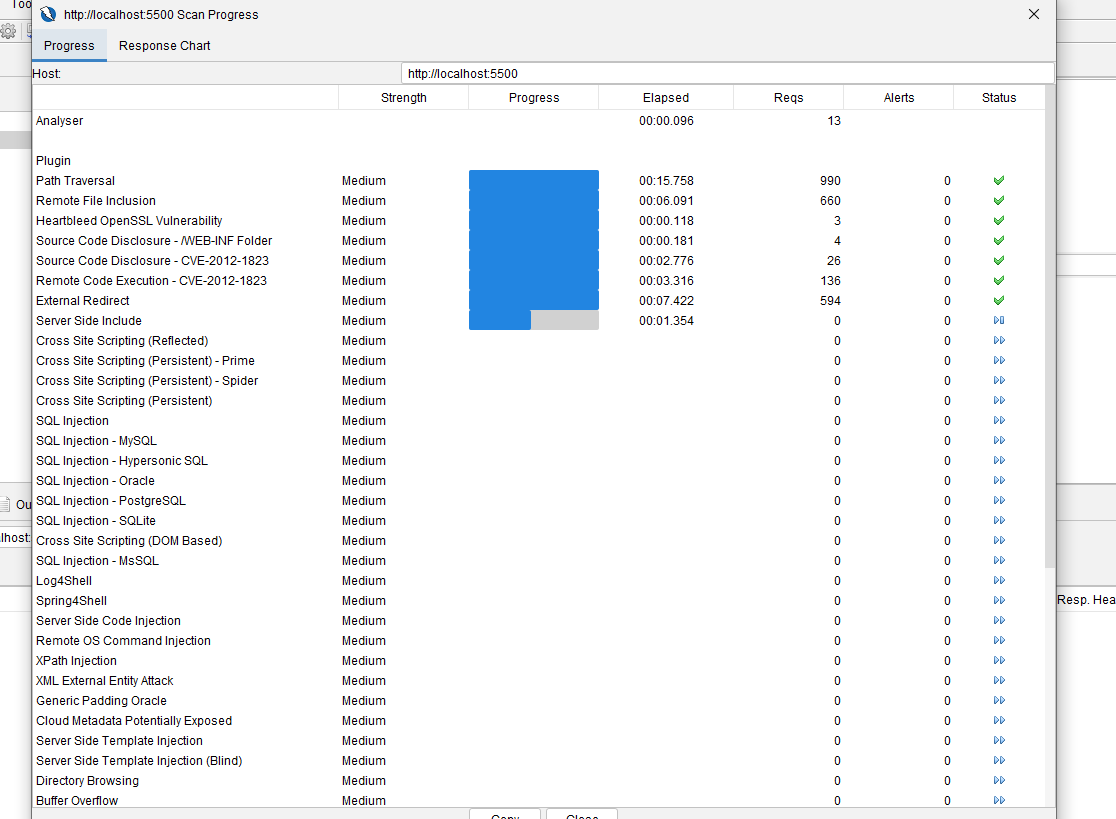 Too
http://localhost:5500 Scan Progress
Progress Response Chart
Host: http://localhost:5500
Strength Progress Elapsed Reqs Alerts Status
Analyser 00:00.096 13
Plugin
Path Traversal Medium 00:15.758 990 0
Remote File Inclusion Medium 00:06.091 660 0
Heartbleed OpenSSL Vulnerability Medium 00:00.118 3 0
Source Code Disclosure - /WEB-INF Folder Medium 00:00.181 4 0
Source Code Disclosure - CVE-2012-1823 Medium 00:02.776 26 0
Remote Code Execution - CVE-2012-1823 Medium 00:03.316 136 0
External Redirect Medium 00:07.422 594 0
Server Side Include Medium 00:01.354 0 0
Cross Site Scripting (Reflected) Medium 0 0
Cross Site Scripting (Persistent) - Prime Medium 0 0
Cross Site Scripting (Persistent) - Spider Medium 0 0
Cross Site Scripting (Persistent) Medium 0 0
SQL Injection Medium 0 0
SQL Injection - MySQL Medium 0 0
SQL Injection - Hypersonic SQL Medium 0 0
SQL Injection - Oracle Medium 0 0
SQL Injection - PostgreSQL Medium 0 0
Ou
SQL Injection - SQLite Medium 0 0
lhost: Cross Site Scripting (DOM Based) Medium 0 0
SQL Injection - MsSQL Medium 0 0
Log4Shell Medium 0 0
Spring4Shell Medium 0 0 Resp. Hea
Server Side Code Injection Medium 0 0
Remote OS Command Injection Medium 0 0
XPath Injection Medium 0 0
XML External Entity Attack Medium 0 0
Generic Padding Oracle Medium 0 0
Cloud Metadata Potentially Exposed Medium 0 0
Server Side Template Injection Medium 0 0
Server Side Template Injection (Blind) Medium 0 0
Directory Browsing Medium 0 0
Buffer Overflow Medium 0 0
Copy Close